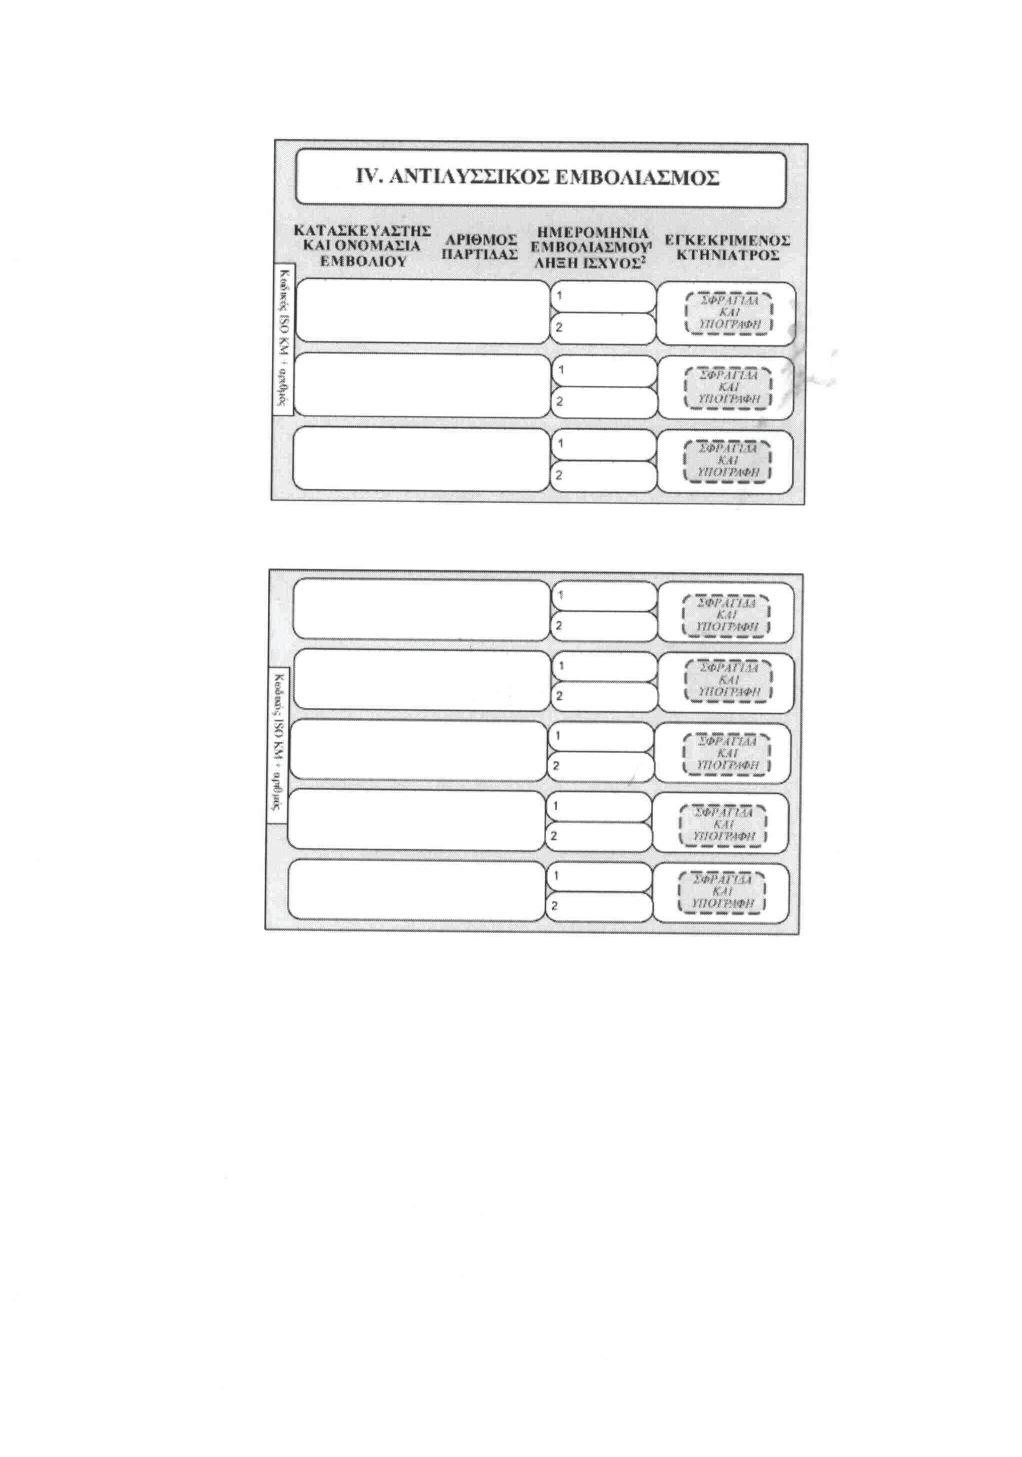 IV. ΑΝΤΙΛΥΣΣΙΚΟΣ ΕΜΒΟΛΙΑΣΜΟΣ
ΚΑΤΑΣΚΕΥΑΣΤΗΣ
ΚΑΙ ΟΝΟΜΑΣΙΑ
ΕΜΒΟΛΙΟΥ
ΑΡΙΘΜΟΣ
ΠΑΡΤΙΔΑΣ
ΗΜΕΡΟΜΗΝΙΑ
ΕΜΒΟΛΙΑΣΜΟΥ¹
ΛΗΞΗ ΙΣΧΥΟΣ²
ΕΓΚΕΚΡΙΜΕΝΟΣ
ΚΤΗΝΙΑΤΡΟΣ
Κωδικός ISO ΚΜ + αριθμός
1
2
ΣΦΡΑΓΙΔΑ
ΚΑΙ
ΥΠΟΓΡΑΦΗ
1
2
ΣΦΡΑΓΙΔΑ
ΚΑΙ
ΥΠΟΓΡΑΦΗ
1
2
ΣΦΡΑΓΙΔΑ
ΚΑΙ
ΥΠΟΓΡΑΦΗ
Κωδικός ISO ΚΜ + αριθμός
1
2
ΣΦΡΑΓΙΔΑ
ΚΑΙ
ΥΠΟΓΡΑΦΗ
1
2
ΣΦΡΑΓΙΔΑ
ΚΑΙ
ΥΠΟΓΡΑΦΗ
1
2
ΣΦΡΑΓΙΔΑ
ΚΑΙ
ΥΠΟΓΡΑΦΗ
1
2
ΣΦΡΑΓΙΔΑ
ΚΑΙ
ΥΠΟΓΡΑΦΗ
1
2
ΣΦΡΑΓΙΔΑ
ΚΑΙ
ΥΠΟΓΡΑΦΗ